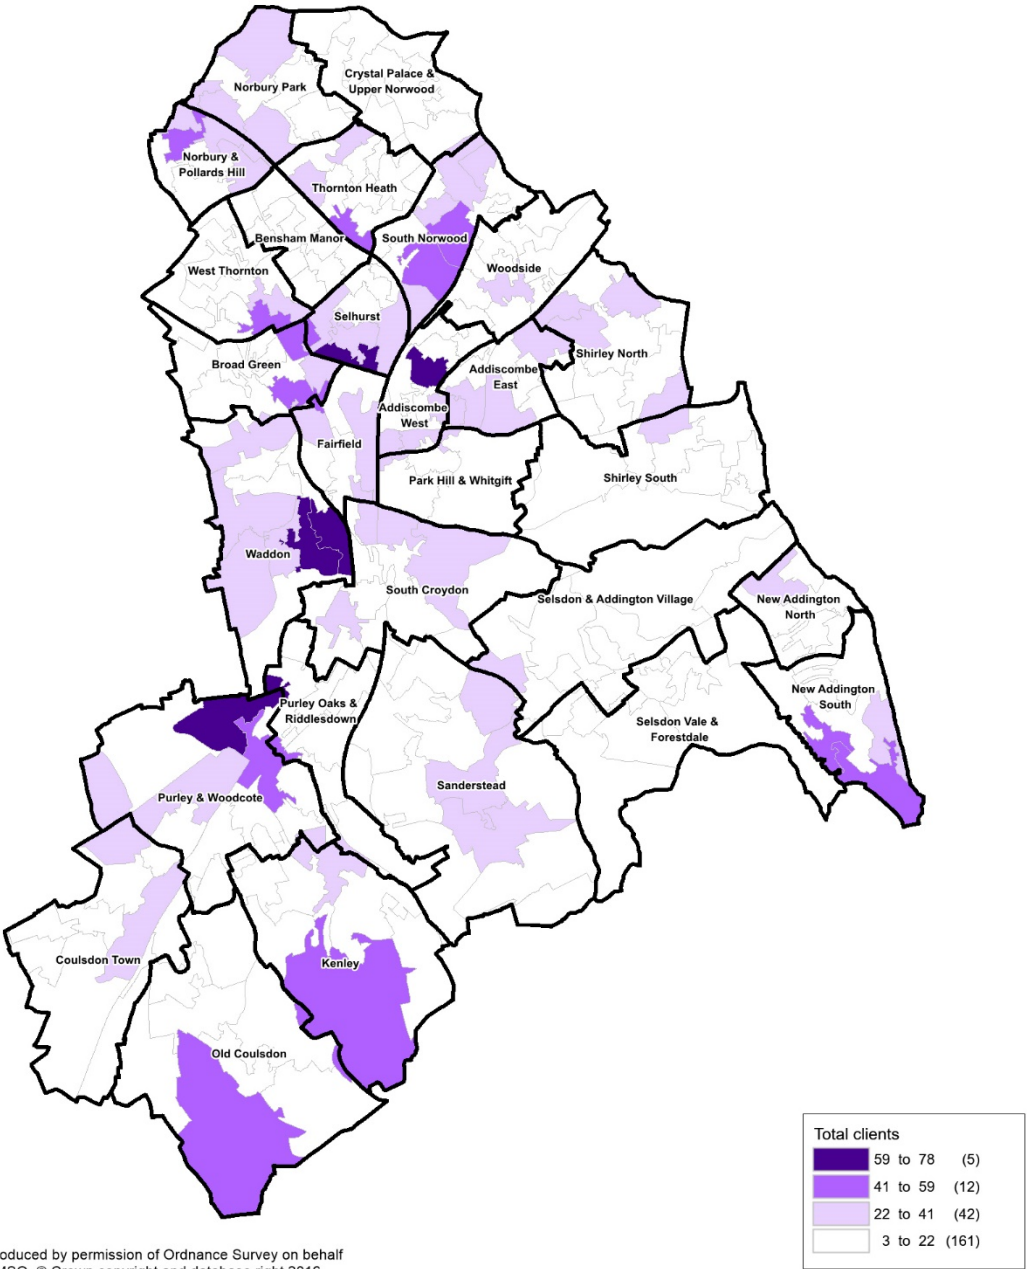 Norbury Park
Crystal Palace &
Upper Norwood
Norbury &
Pollards Hill
Thornton Heath
Bensham Manor
South Norwood
West Thornton
Woodside
Selhurst
Broad Green
Shirley North
Addiscombe
East
Addiscombe
West
Fairfield
Park Hill & Whitgift
Shirley South
Waddon
South Croydon
Selsdon & Addington Village
New Addington
North
New Addington
South
Purley Oaks &
Riddlesdown
Selsdon Vale &
Forestdale
Sanderstead
Purley & Woodcote
Coulsdon Town
Kenley
Old Coulsdon
Total clients
59 to 78 (5)
41 to 59 (12)
22 to 41 (42)
3 to 22 (161)
oduced by permission of Ordnance Survey on behalf